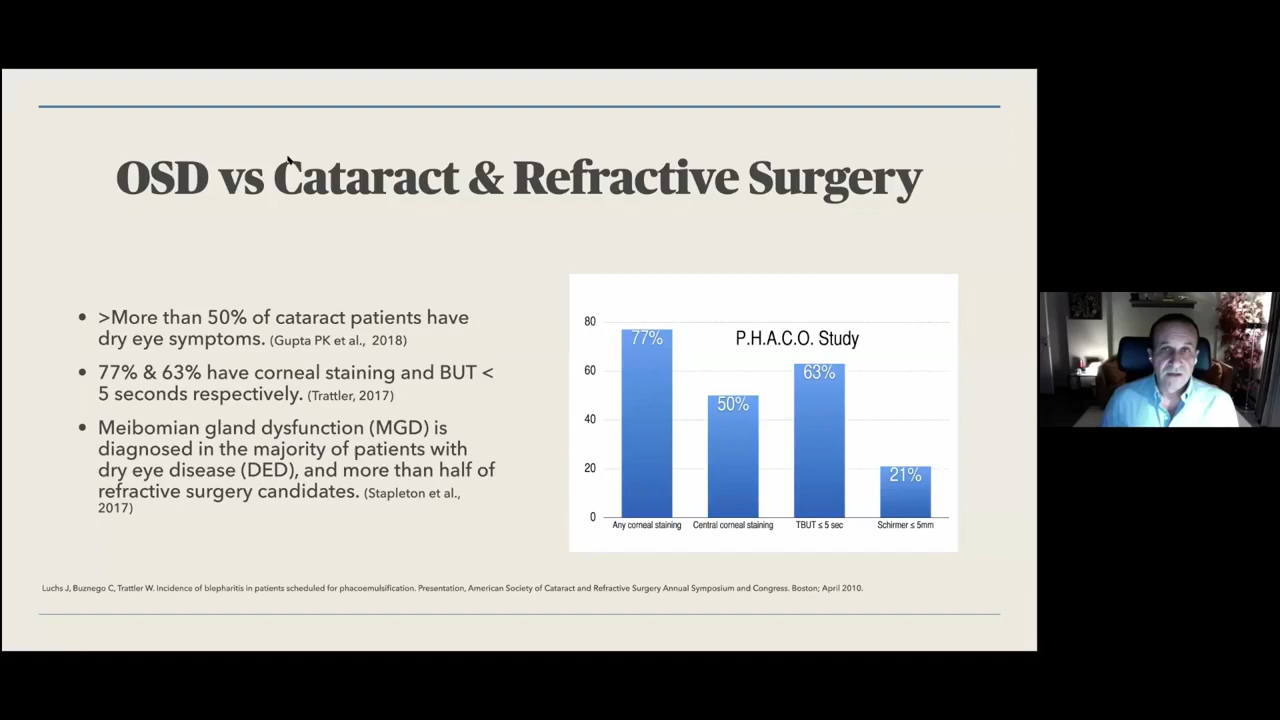 OSD vs Cataract & Refractive Surgery
• >More than 50% of cataract patients have
dry eye symptoms. (Gupta PK et al., 2018)
• 77% & 63% have corneal staining and BUT <
5 seconds respectively. (Trattler, 2017)
• Meibomian gland dysfunction (MGD) is
diagnosed in the majority of patients with
dry eye disease (DED), and more than half of
refractive surgery candidates. (Stapleton et al.,
2017)
P.H.A.C.O. Study
80
60
40
20
0
77%
50%
63%
21%
Any corneal staining
Central corneal staining
TBUT ≤ 5 sec
Schirmer ≤ 5mm
Luchs J, Buznego C, Trattler W. Incidence of blepharitis in patients scheduled for phacoemulsification. Presentation, American Society of Cataract and Refractive Surgery Annual Symposium and Congress. Boston; April 2010.